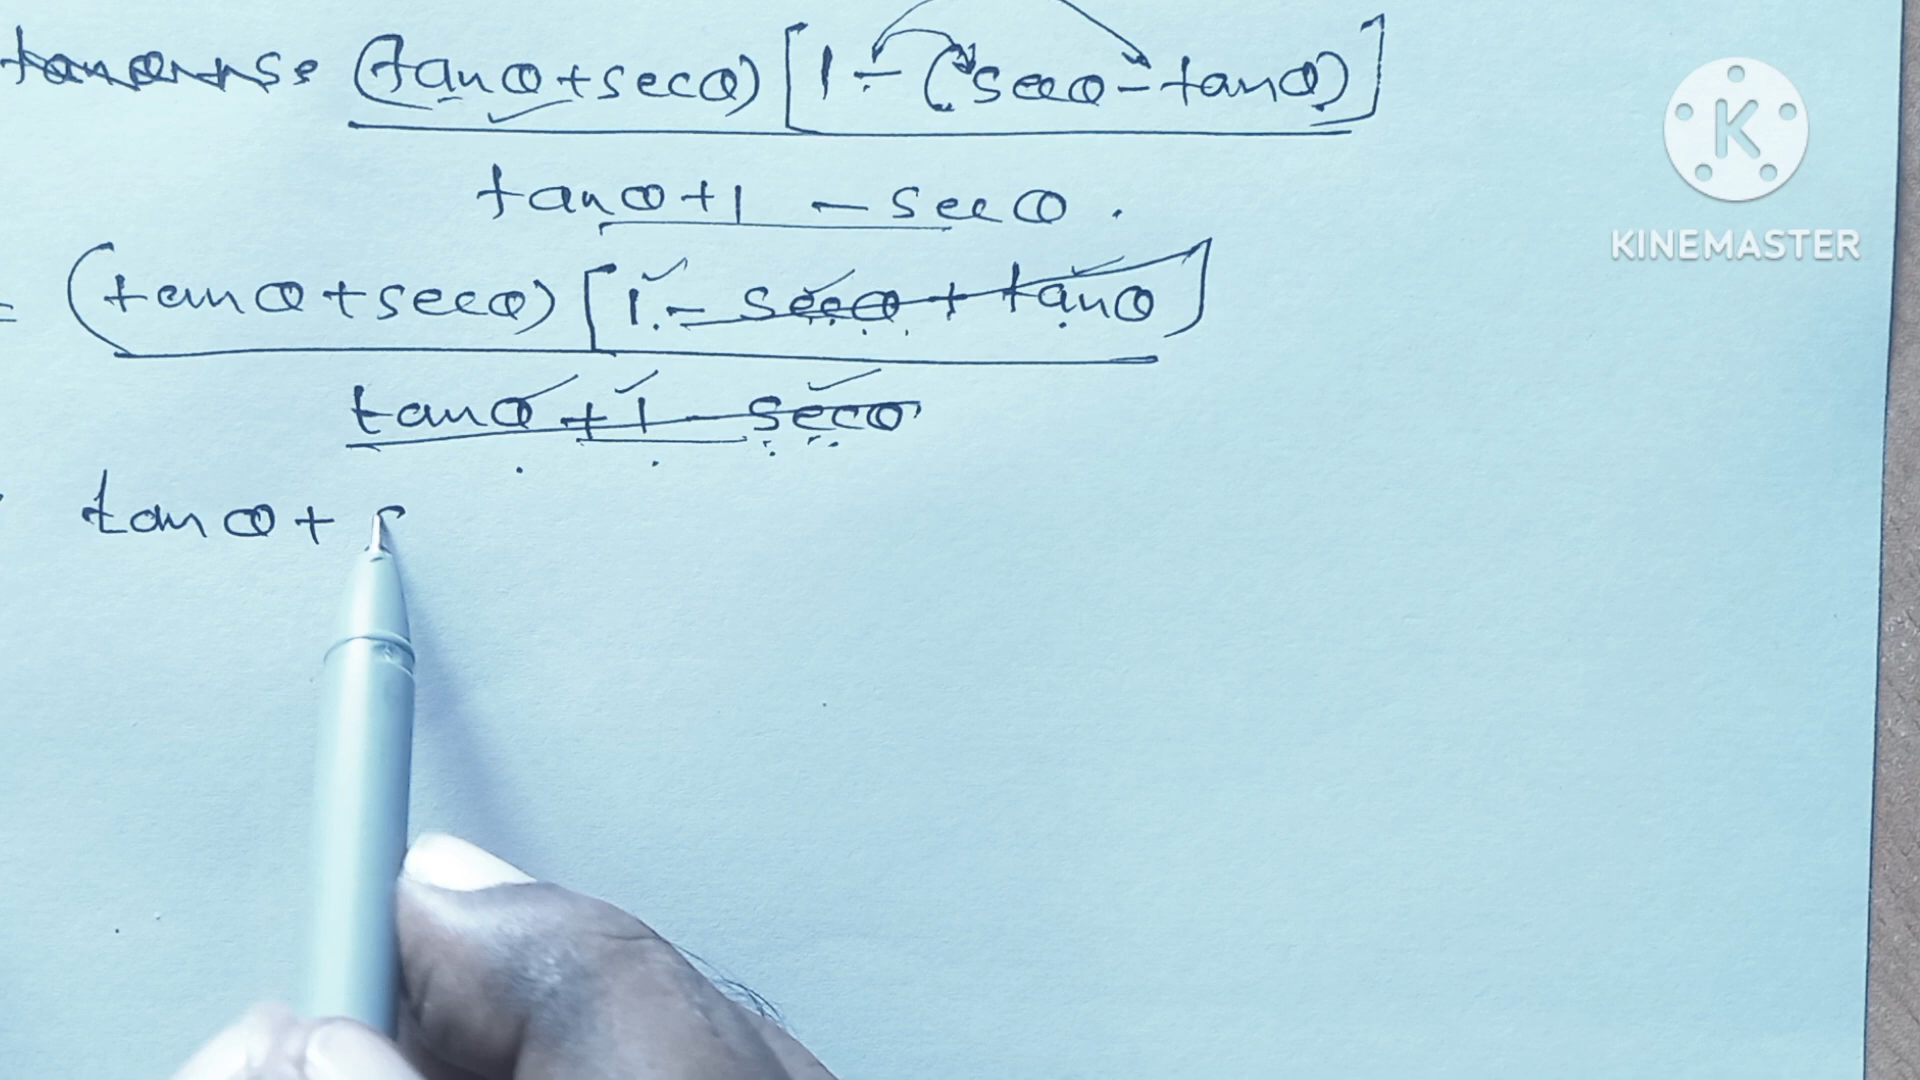 (tanθ+secθ)[1-(secθ-tanθ)]
tanθ+1 -secθ.
= (tanθ+secθ)[1-secθ+tanθ]
tanθ+1-secθ
tanθ+
K
KINEMASTER